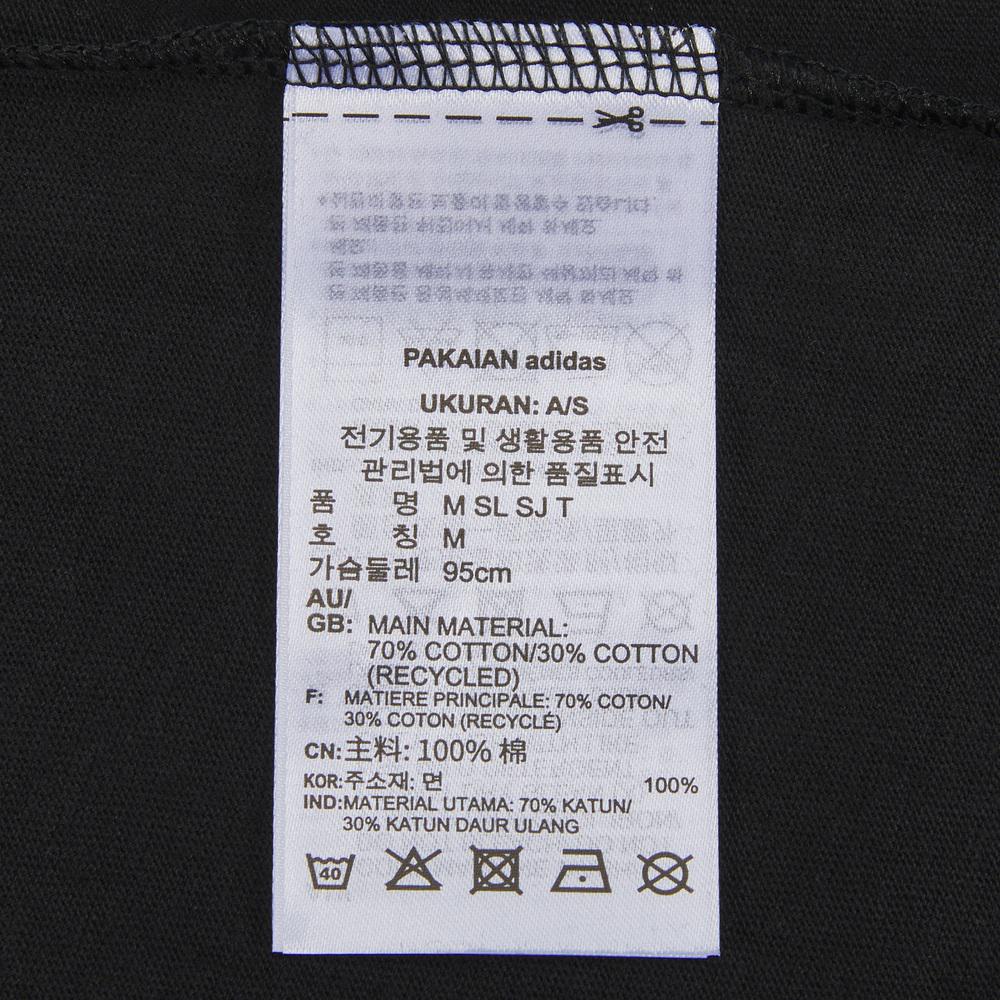 PAKAIAN adidas
UKURAN: A/S
전기용품 및 생활용품 안전
관리법에 의한 품질표시
품 명 M SL SJ T
호 칭 M
가슴둘레 95cm
AU/
GB: MAIN MATERIAL:
70% COTTON/30% COTTON
(RECYCLED)
F: MATIERE PRINCIPALE: 70% COTON/
30% COTON (RECYCLÉ)
CN: 主料: 100% 棉
KOR: 주소재: 면 100%
IND: MATERIAL UTAMA: 70% KATUN/
30% KATUN DAUR ULANG
40